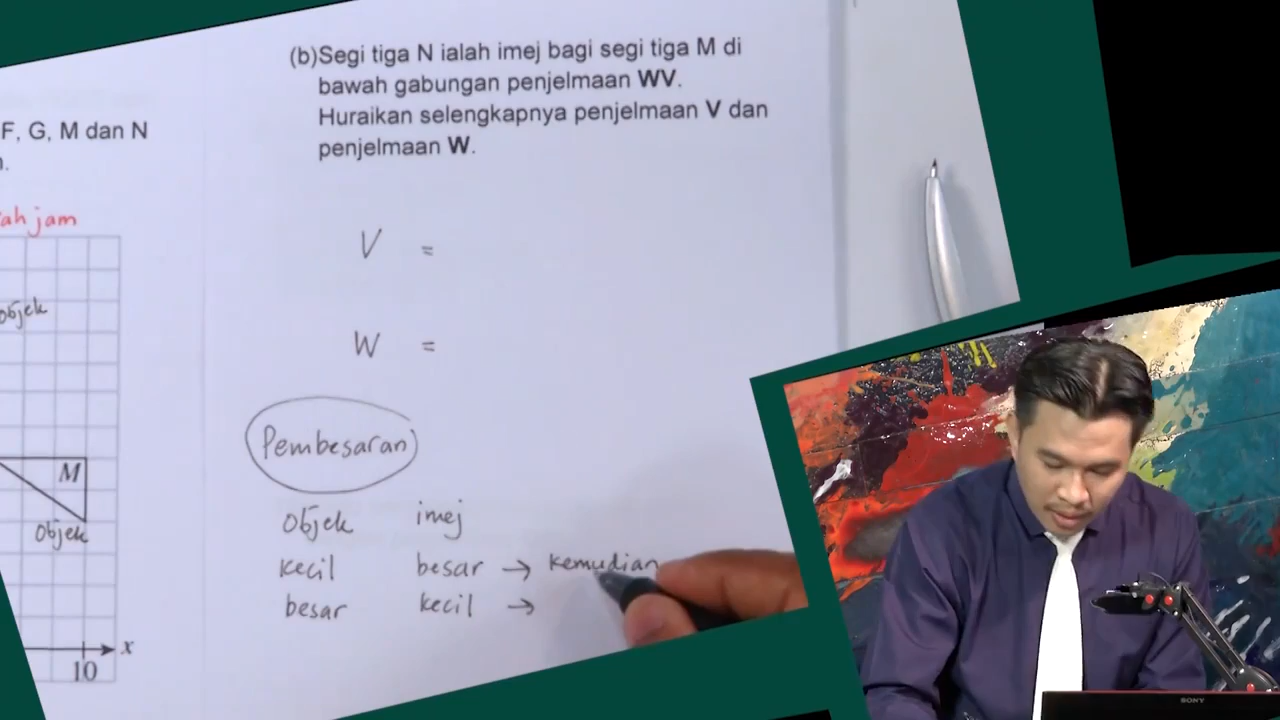 (b)Segi tiga N ialah imej bagi segi tiga M di
bawah gabungan penjelmaan WV.
Huraikan selengkapnya penjelmaan V dan
penjelmaan W.
F, G, M dan N
ah jam
objek
M
objek
x
10
V =
W =
Pembesaran
objek imej
kecil besar → kemudian
besar kecil →
SONY